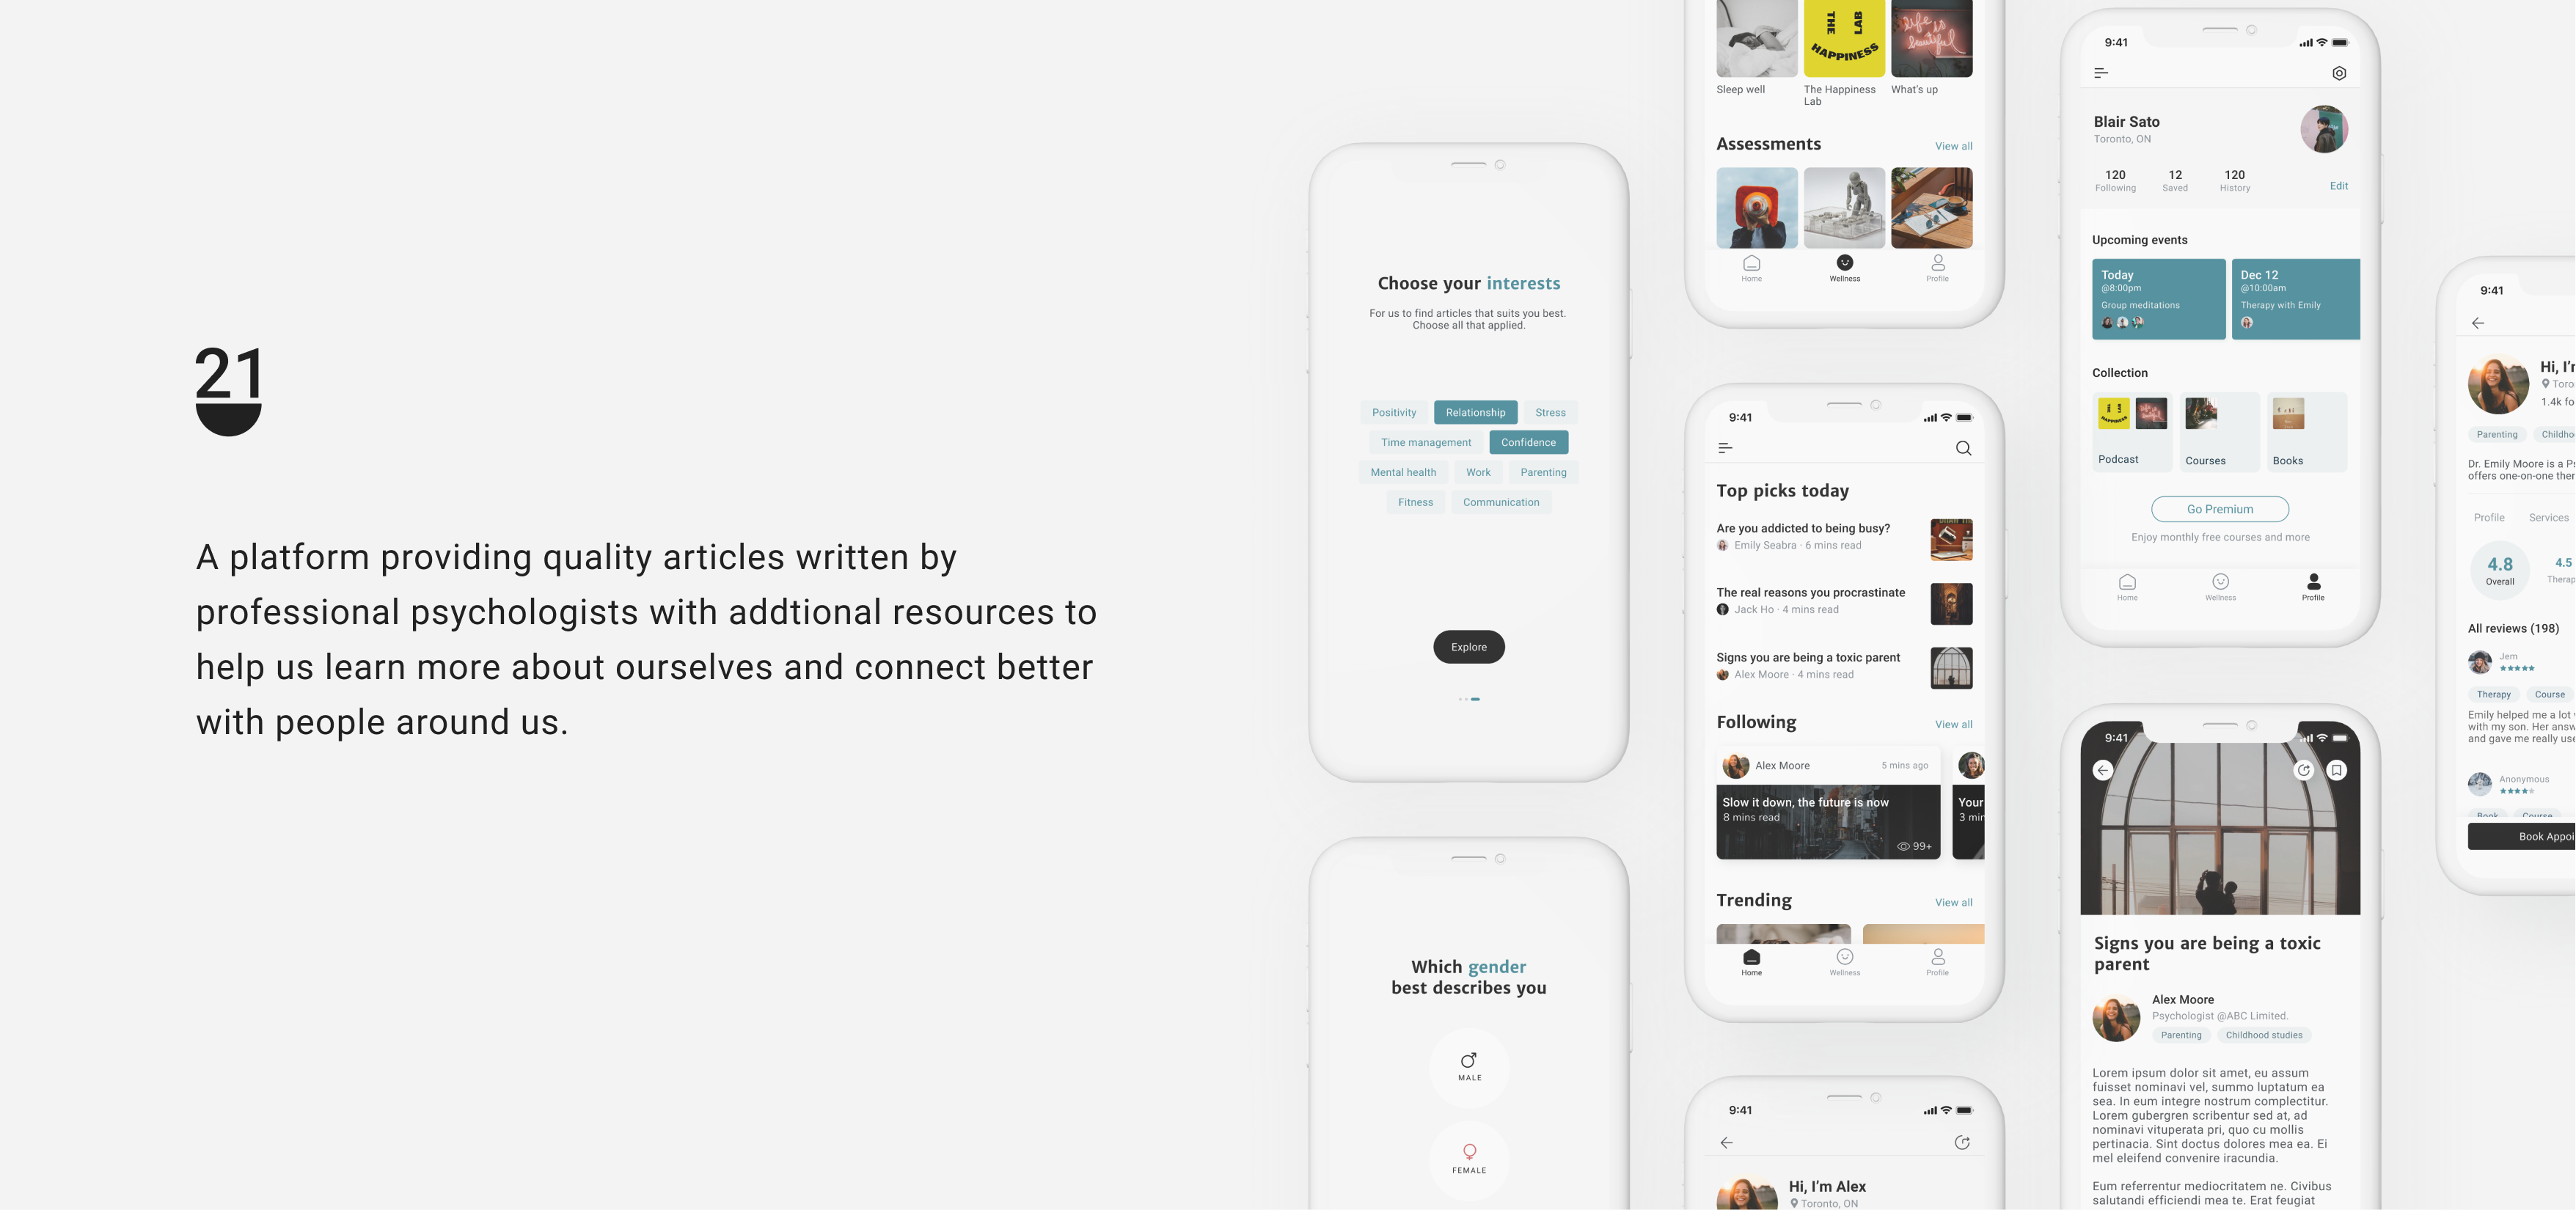 21
A platform providing quality articles written by
professional psychologists with addtional resources to
help us learn more about ourselves and connect better
with people around us.
Choose your interests
For us to find articles that suits you best.
Choose all that applied.
Positivity Relationship Stress
Time management Confidence
Mental health Work Parenting
Fitness Communication
Explore
Which gender
best describes you
MALE
FEMALE
THE LAB
HAPPINESS
life is
beautiful
Sleep well
The Happiness
Lab
What's up
Assessments View all
Home Wellness Profile
9:41
Top picks today
Are you addicted to being busy?
Emily Seabra · 6 mins read
The real reasons you procrastinate
Jack Ho · 4 mins read
Signs you are being a toxic parent
Alex Moore · 4 mins read
Following View all
Alex Moore 5 mins ago
Slow it down, the future is now
8 mins read
99+
Your
3 min
Trending View all
Home Wellness Profile
9:41
Hi, I'm Alex
Toronto, ON
9:41
Blair Sato
Toronto, ON
120 12 120
Following Saved History
Edit
Upcoming events
Today
@8:00pm
Group meditations
Dec 12
@10:00am
Therapy with Emily
Collection
Podcast Courses Books
Go Premium
Enjoy monthly free courses and more
Home Wellness Profile
9:41
Signs you are being a toxic
parent
Alex Moore
Psychologist @ABC Limited.
Parenting Childhood studies
Lorem ipsum dolor sit amet, eu assum
fuisset nominavi vel, summo luptatum ea
sea. In eum integre nostrum complectitur.
Lorem gubergren scribentur sed at, ad
nominavi vituperata pri, quo cu mollis
pertinacia. Sint doctus dolores mea ea. Ei
mel eleifend convenire iracundia.
Eum referrentur mediocritatem ne. Civibus
salutandi efficiendi mea te. Erat feugiat
9:41
Hi, I'm
Toro
1.4k fo
Parenting Childho
Dr. Emily Moore is a Ps
offers one-on-one ther
Profile Services
4.8
Overall
4.5
Therap
All reviews (198)
Jem
Therapy Course
Emily helped me a lot
with my son. Her answ
and gave me really use
Anonymous
Book Course
Book Appoi